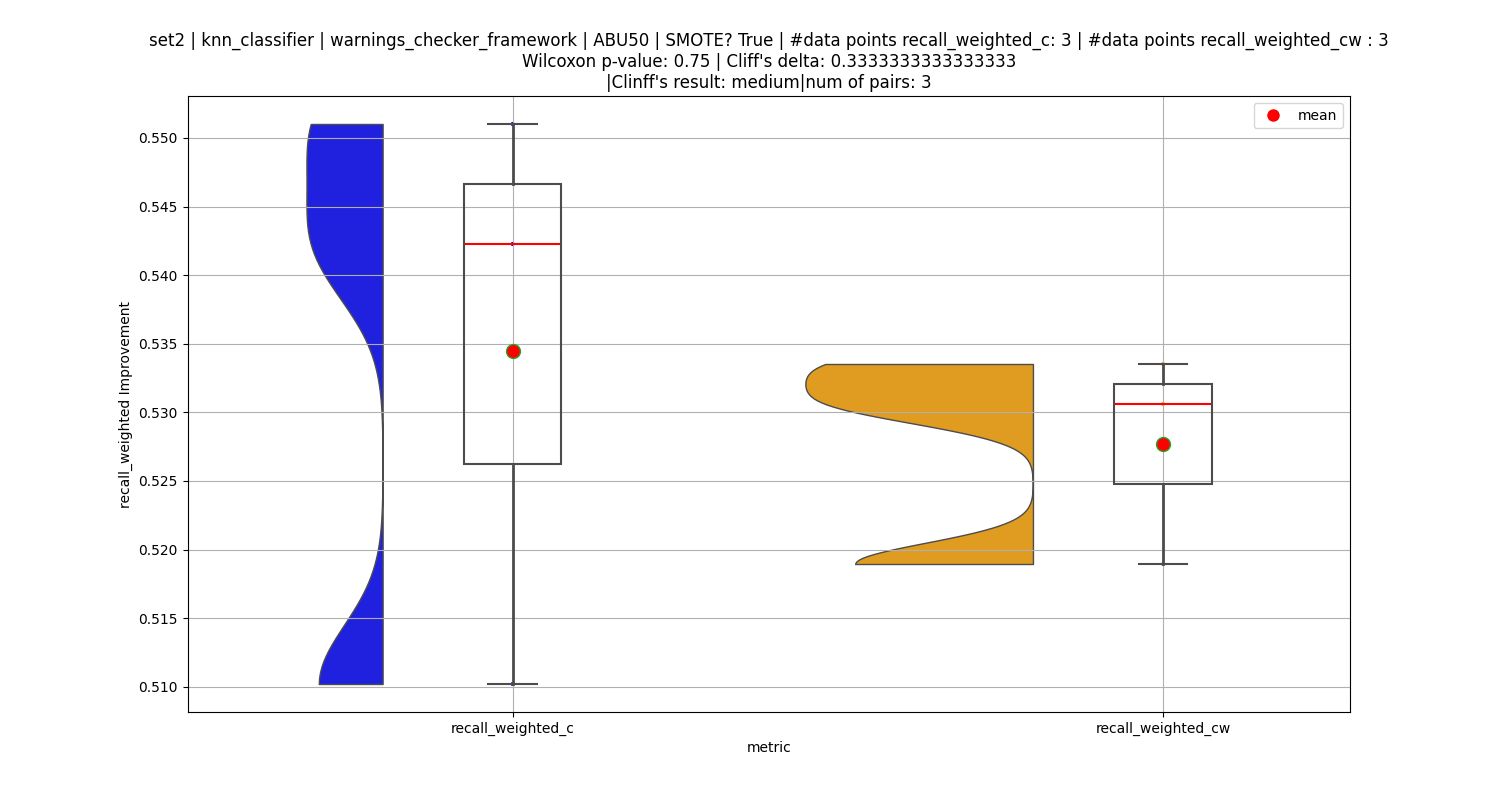 set2 | knn_classifier | warnings_checker_framework | ABU50 | SMOTE? True | #data points recall_weighted_c: 3 | #data points recall_weighted_cw : 3
Wilcoxon p-value: 0.75 | Cliff's delta: 0.3333333333333333
|Clinff's result: medium|num of pairs: 3
mean
0.550
0.545
0.540
0.535
0.530
0.525
0.520
0.515
0.510
recall_weighted Improvement
recall_weighted_c
recall_weighted_cw
metric